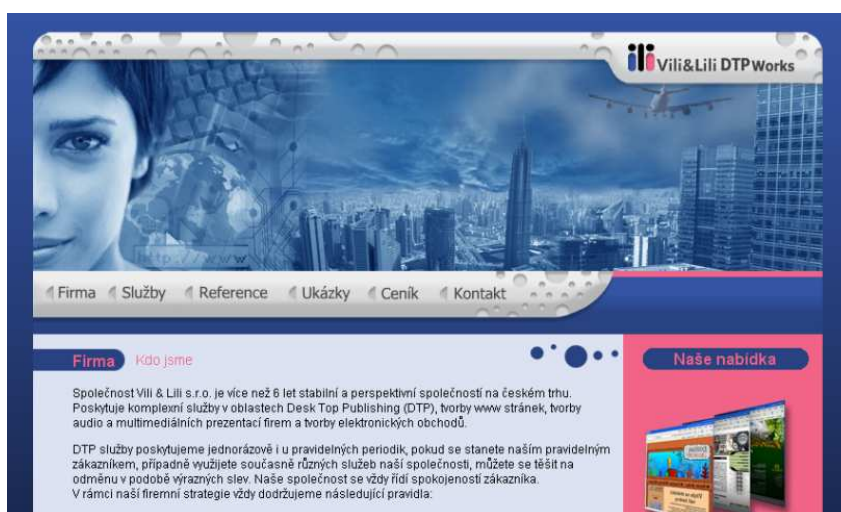 Vili&Lili DTP Works
http://www
Firma Služby Reference Ukázky Ceník Kontakt
Firma Kdo jsme
Naše nabídka
Společnost Vili & Lili s.r.o. je více než 6 let stabilní a perspektivní společností na českém trhu.
Poskytuje komplexní služby v oblastech Desk Top Publishing (DTP), tvorby www stránek, tvorby
audio a multimediálních prezentací firem a tvorby elektronických obchodů.
DTP služby poskytujeme jednorázově i u pravidelných periodik, pokud se stanete naším pravidelným
zákazníkem, případně využijete současně různých služeb naší společnosti, můžete se těšit na
odměnu v podobě výrazných slev. Naše společnost se vždy řídí spokojeností zákazníka.
V rámci naší firemní strategie vždy dodržujeme následující pravidla: